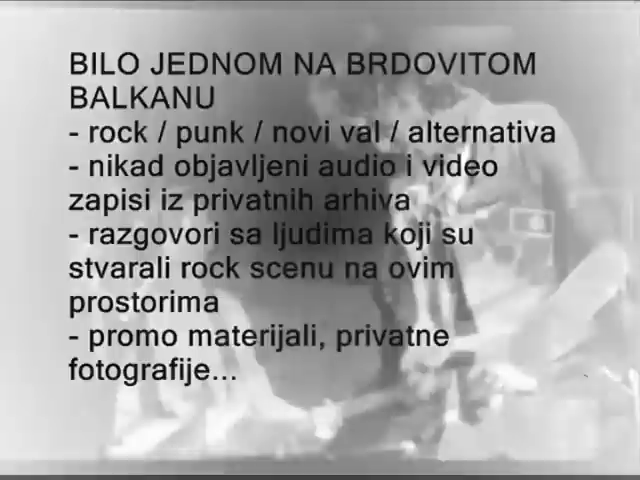 BILO JEDNOM NA BRDOVITOM
BALKANU
- rock / punk / novi val / alternativa
- nikad objavljeni audio i video
zapisi iz privatnih arhiva
- razgovori sa ljudima koji su
stvarali rock scenu na ovim
prostorima
- promo materijali, privatne
fotografije...